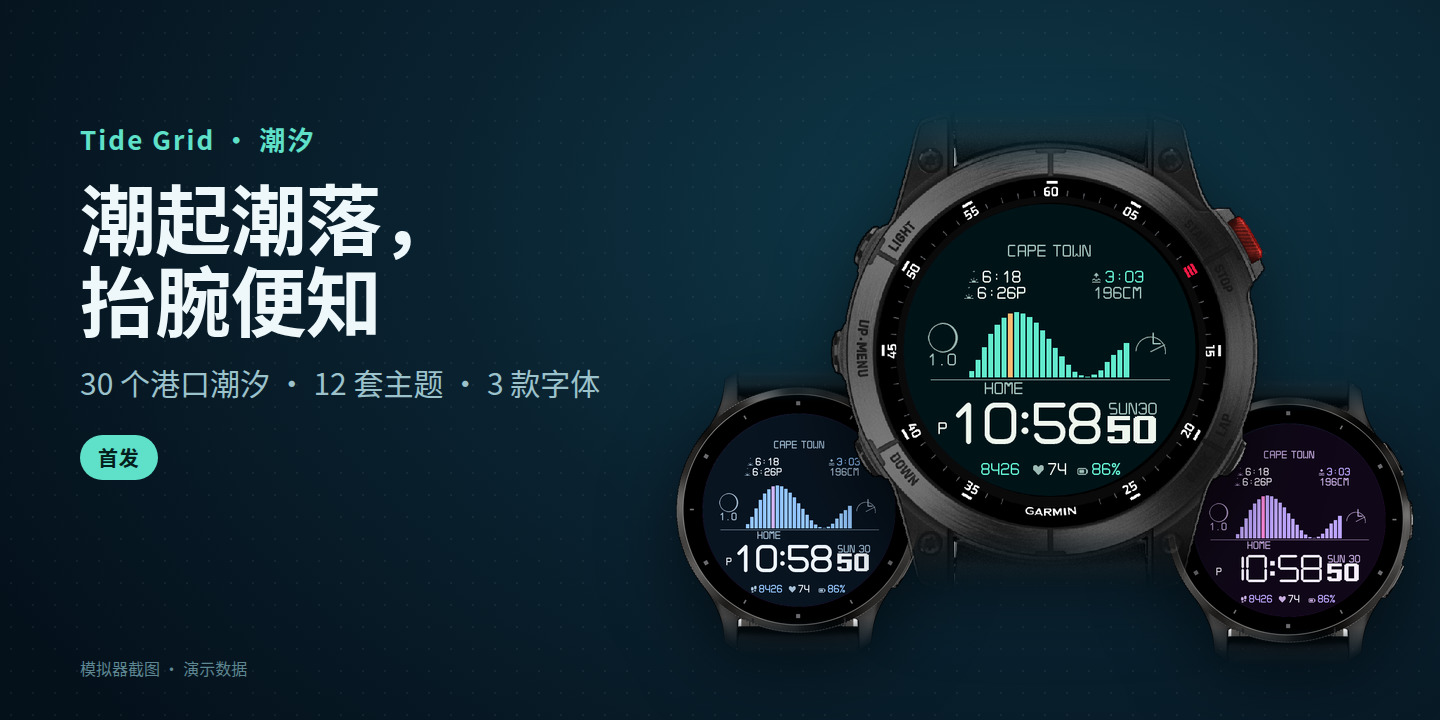 Tide Grid · 潮汐
潮起潮落，
抬腕便知
30 个港口潮汐 · 12 套主题 · 3 款字体
首发
模拟器截图 · 演示数据
60
55
05
50
45
15
40
20
35
25
LIGHT
UP·MENU
DOWN
STOP
LAP
CAPE TOWN
6:18
3:03
6:26P
196CM
1.0
HOME
P 10:58 50
SUN30
8426 74 86%
GARMIN
CAPE TOWN
6:18
3:03
6:26P
196CM
1.0
HOME
P 10:58 50
SUN 30
8426 74 86%
CAPE TOWN
6:18
3:03
6:26P
196CM
1.0
HOME
P 10:58 50
SUN 30
8426 74 86%